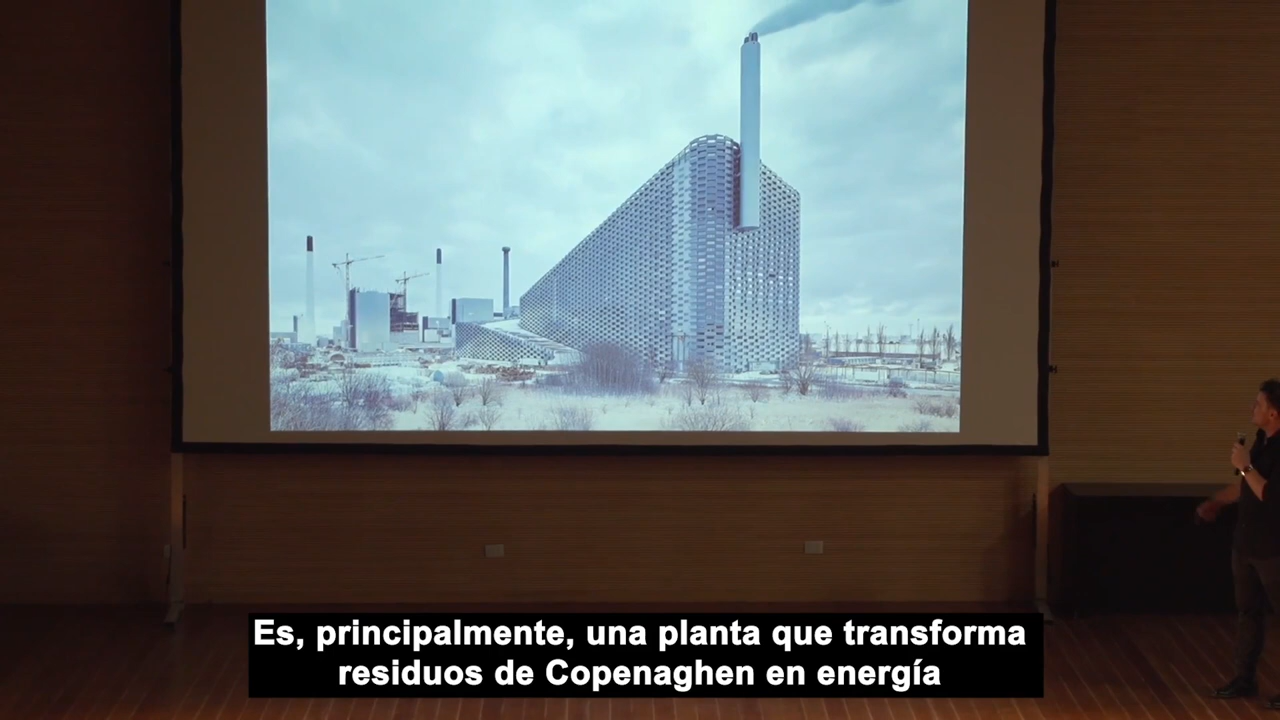 Es, principalmente, una planta que transforma
residuos de Copenaghen en energía